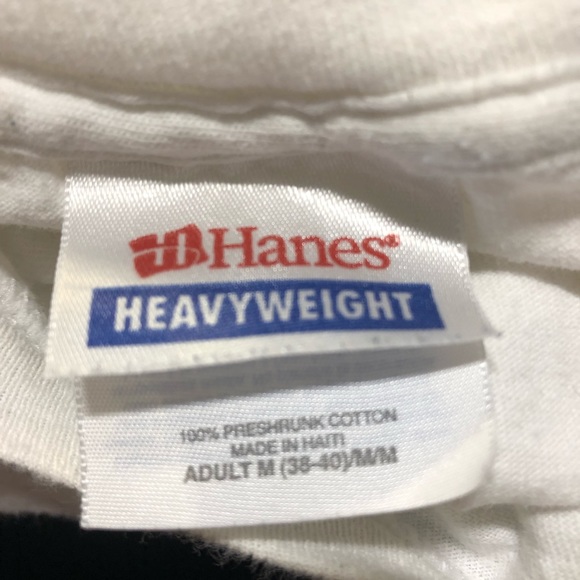 Hanes
HEAVYWEIGHT
100% PRESHRUNK COTTON
MADE IN HAITI
ADULT M (38-40)/M/M